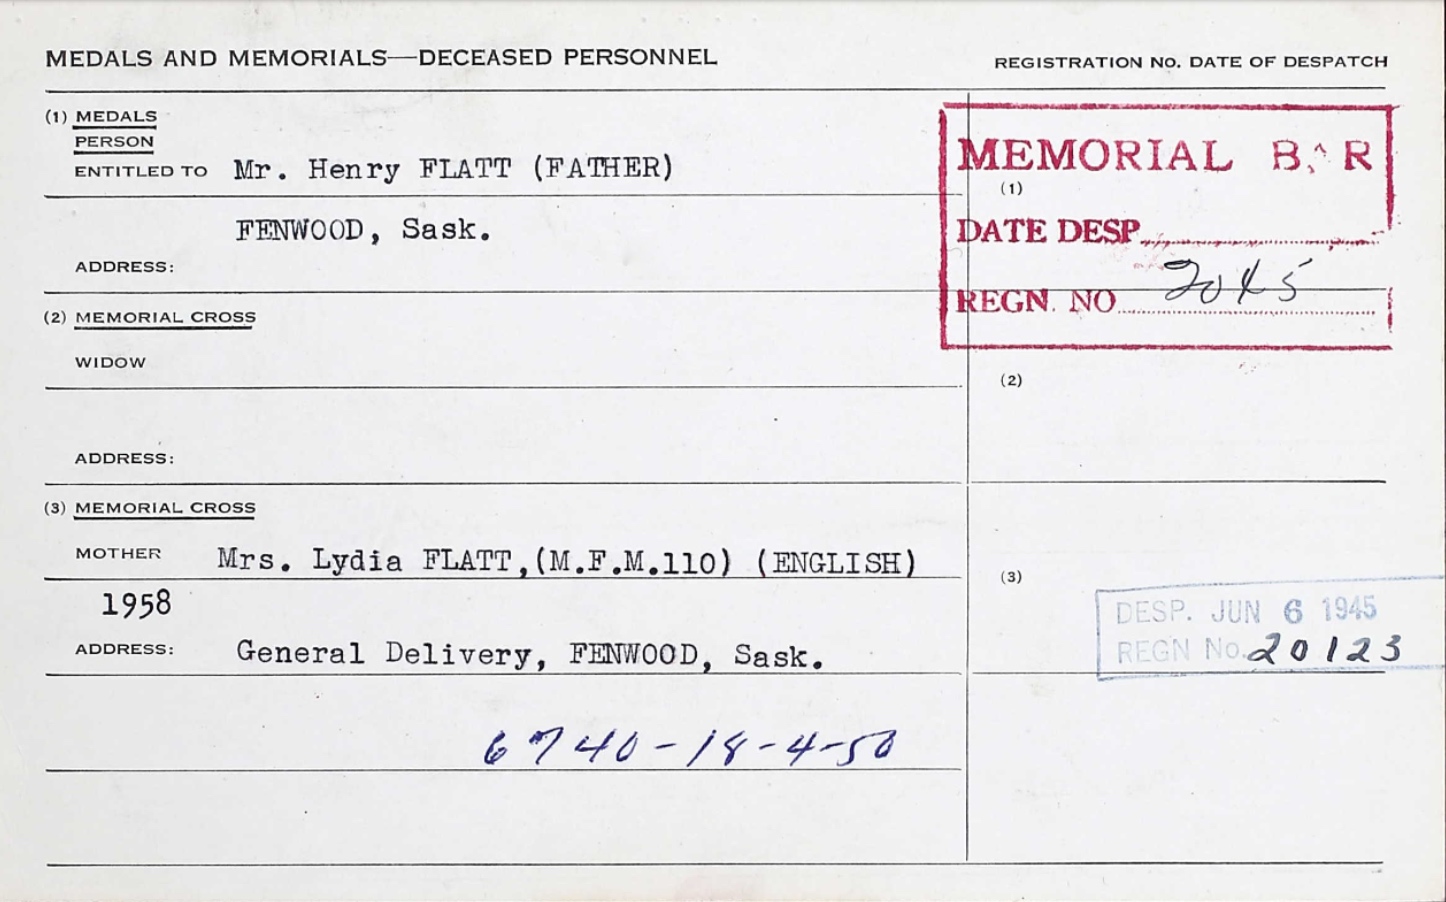 MEDALS AND MEMORIALS—DECEASED PERSONNEL
REGISTRATION NO. DATE OF DESPATCH
(1) MEDALS
PERSON
ENTITLED TO Mr. Henry FLATT (FATHER)
FENWOOD, Sask.
ADDRESS:
MEMORIAL BAR
(1)
DATE DESP.
REGN. NO 2045
(2) MEMORIAL CROSS
WIDOW
(2)
ADDRESS:
(3) MEMORIAL CROSS
MOTHER Mrs. Lydia FLATT,(M.F.M.110) (ENGLISH)
(3)
1958
ADDRESS: General Delivery, FENWOOD, Sask.
DESP. JUN 6 1945
REGN No. 20123
6740-18-4-50